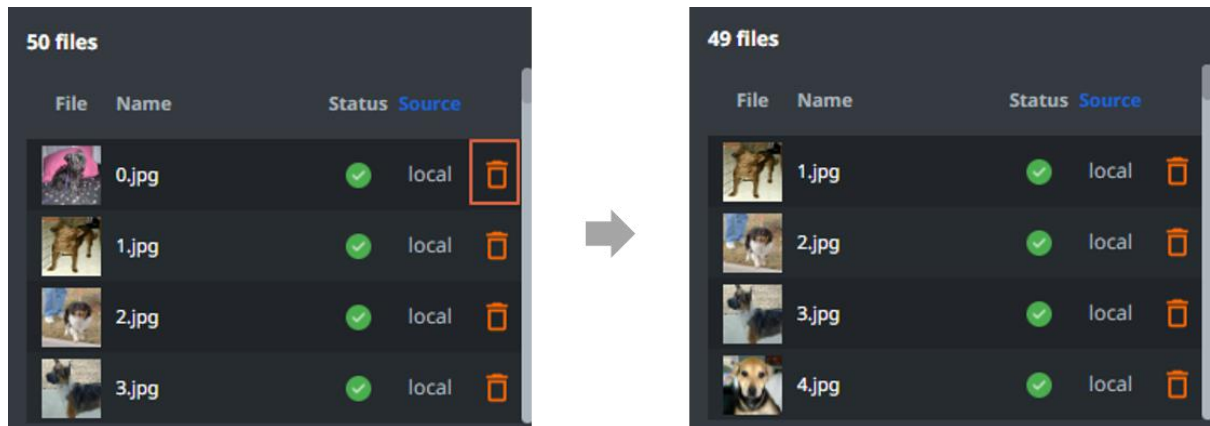 50 files
File Name Status Source
0.jpg local
1.jpg local
2.jpg local
3.jpg local
49 files
File Name Status Source
1.jpg local
2.jpg local
3.jpg local
4.jpg local